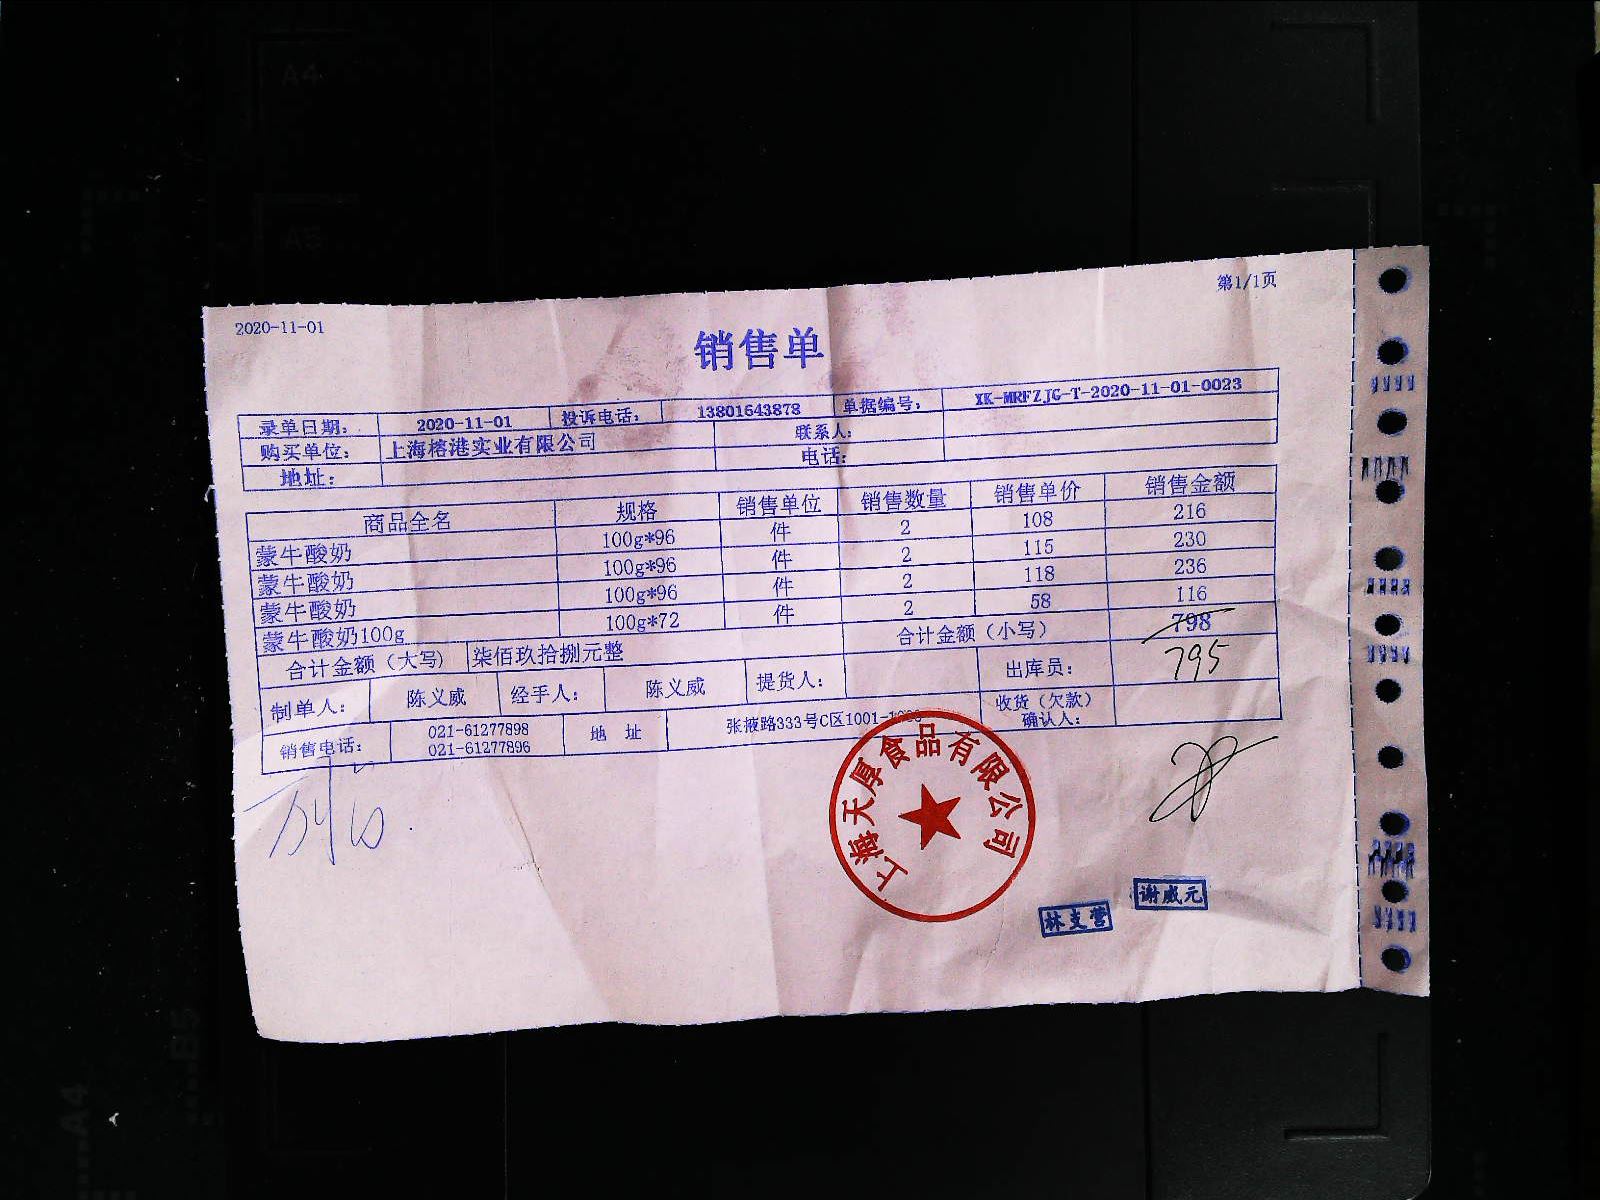 第1/1页
2020-11-01
销售单
录单日期: 2020-11-01 投诉电话: 13801643878 单据编号: XK-MRFZJG-T-2020-11-01-0023
购买单位: 上海榕港实业有限公司 联系人:
地址: 电话:
商品全名 规格 销售单位 销售数量 销售单价 销售金额
蒙牛酸奶 100g*96 件 2 108 216
蒙牛酸奶 100g*96 件 2 115 230
蒙牛酸奶 100g*96 件 2 118 236
蒙牛酸奶100g 100g*72 件 2 58 116
合计金额（大写） 柒佰玖拾捌元整 合计金额（小写） 798
795
制单人: 陈义威 经手人: 陈义威 提货人: 出库员:
销售电话: 021-61277898 地 址 张掖路333号C区1001- 收货（欠款）
021-61277896 确认人:
上海天厚食品有限公司
谢威元
林支营
A4
A5
B5
A4